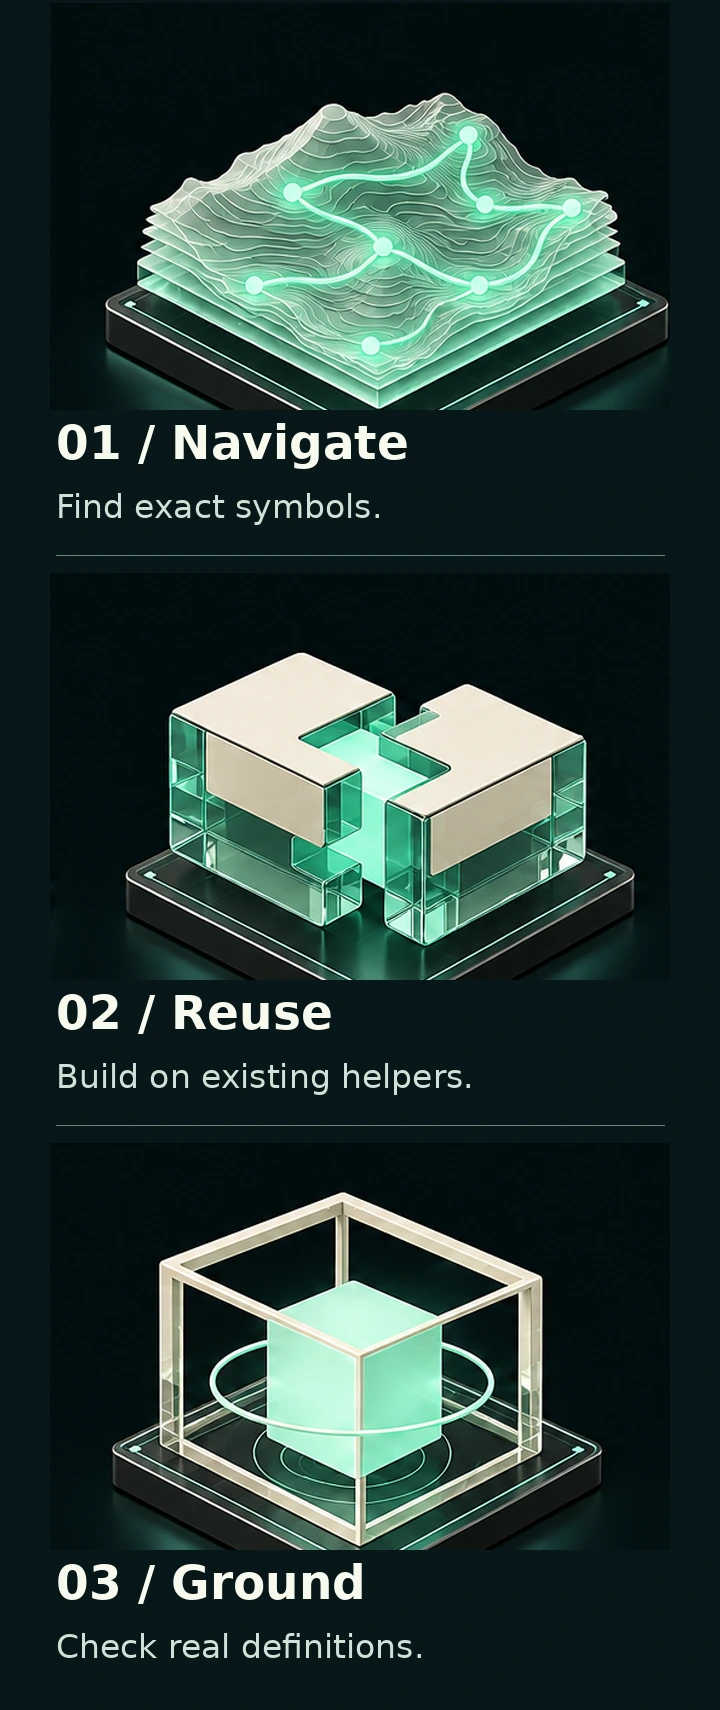 01 / Navigate
Find exact symbols.
02 / Reuse
Build on existing helpers.
03 / Ground
Check real definitions.